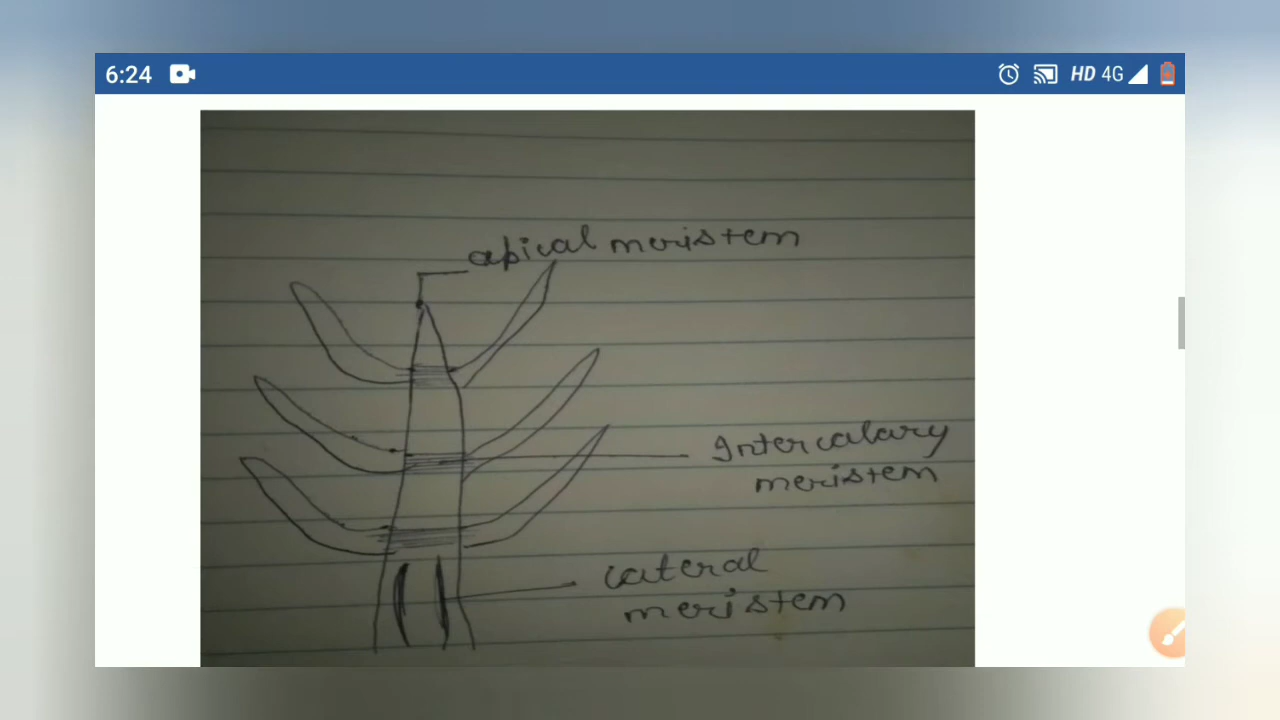 6:24
HD 4G
apical meristem
Intercalary
meristem
Lateral
meristem